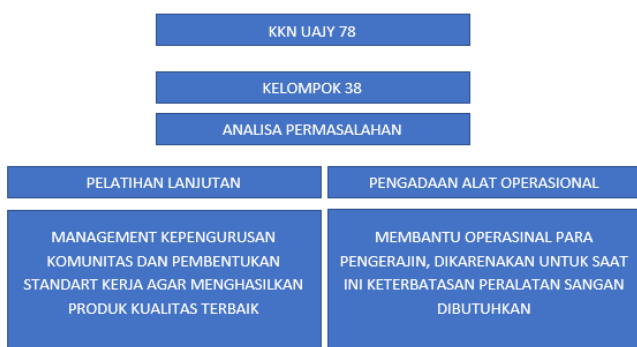 KKN UAJY 78
KELOMPOK 38
ANALISA PERMASALAHAN
PELATIHAN LANJUTAN
PENGADAAN ALAT OPERASIONAL
MANAGEMENT KEPENGURUSAN
KOMUNITAS DAN PEMBENTUKAN
STANDART KERJA AGAR MENGHASILKAN
PRODUK KUALITAS TERBAIK
MEMBANTU OPERASINAL PARA
PENGERAJIN, DIKARENAKAN UNTUK SAAT
INI KETERBATASAN PERALATAN SANGAN
DIBUTUHKAN